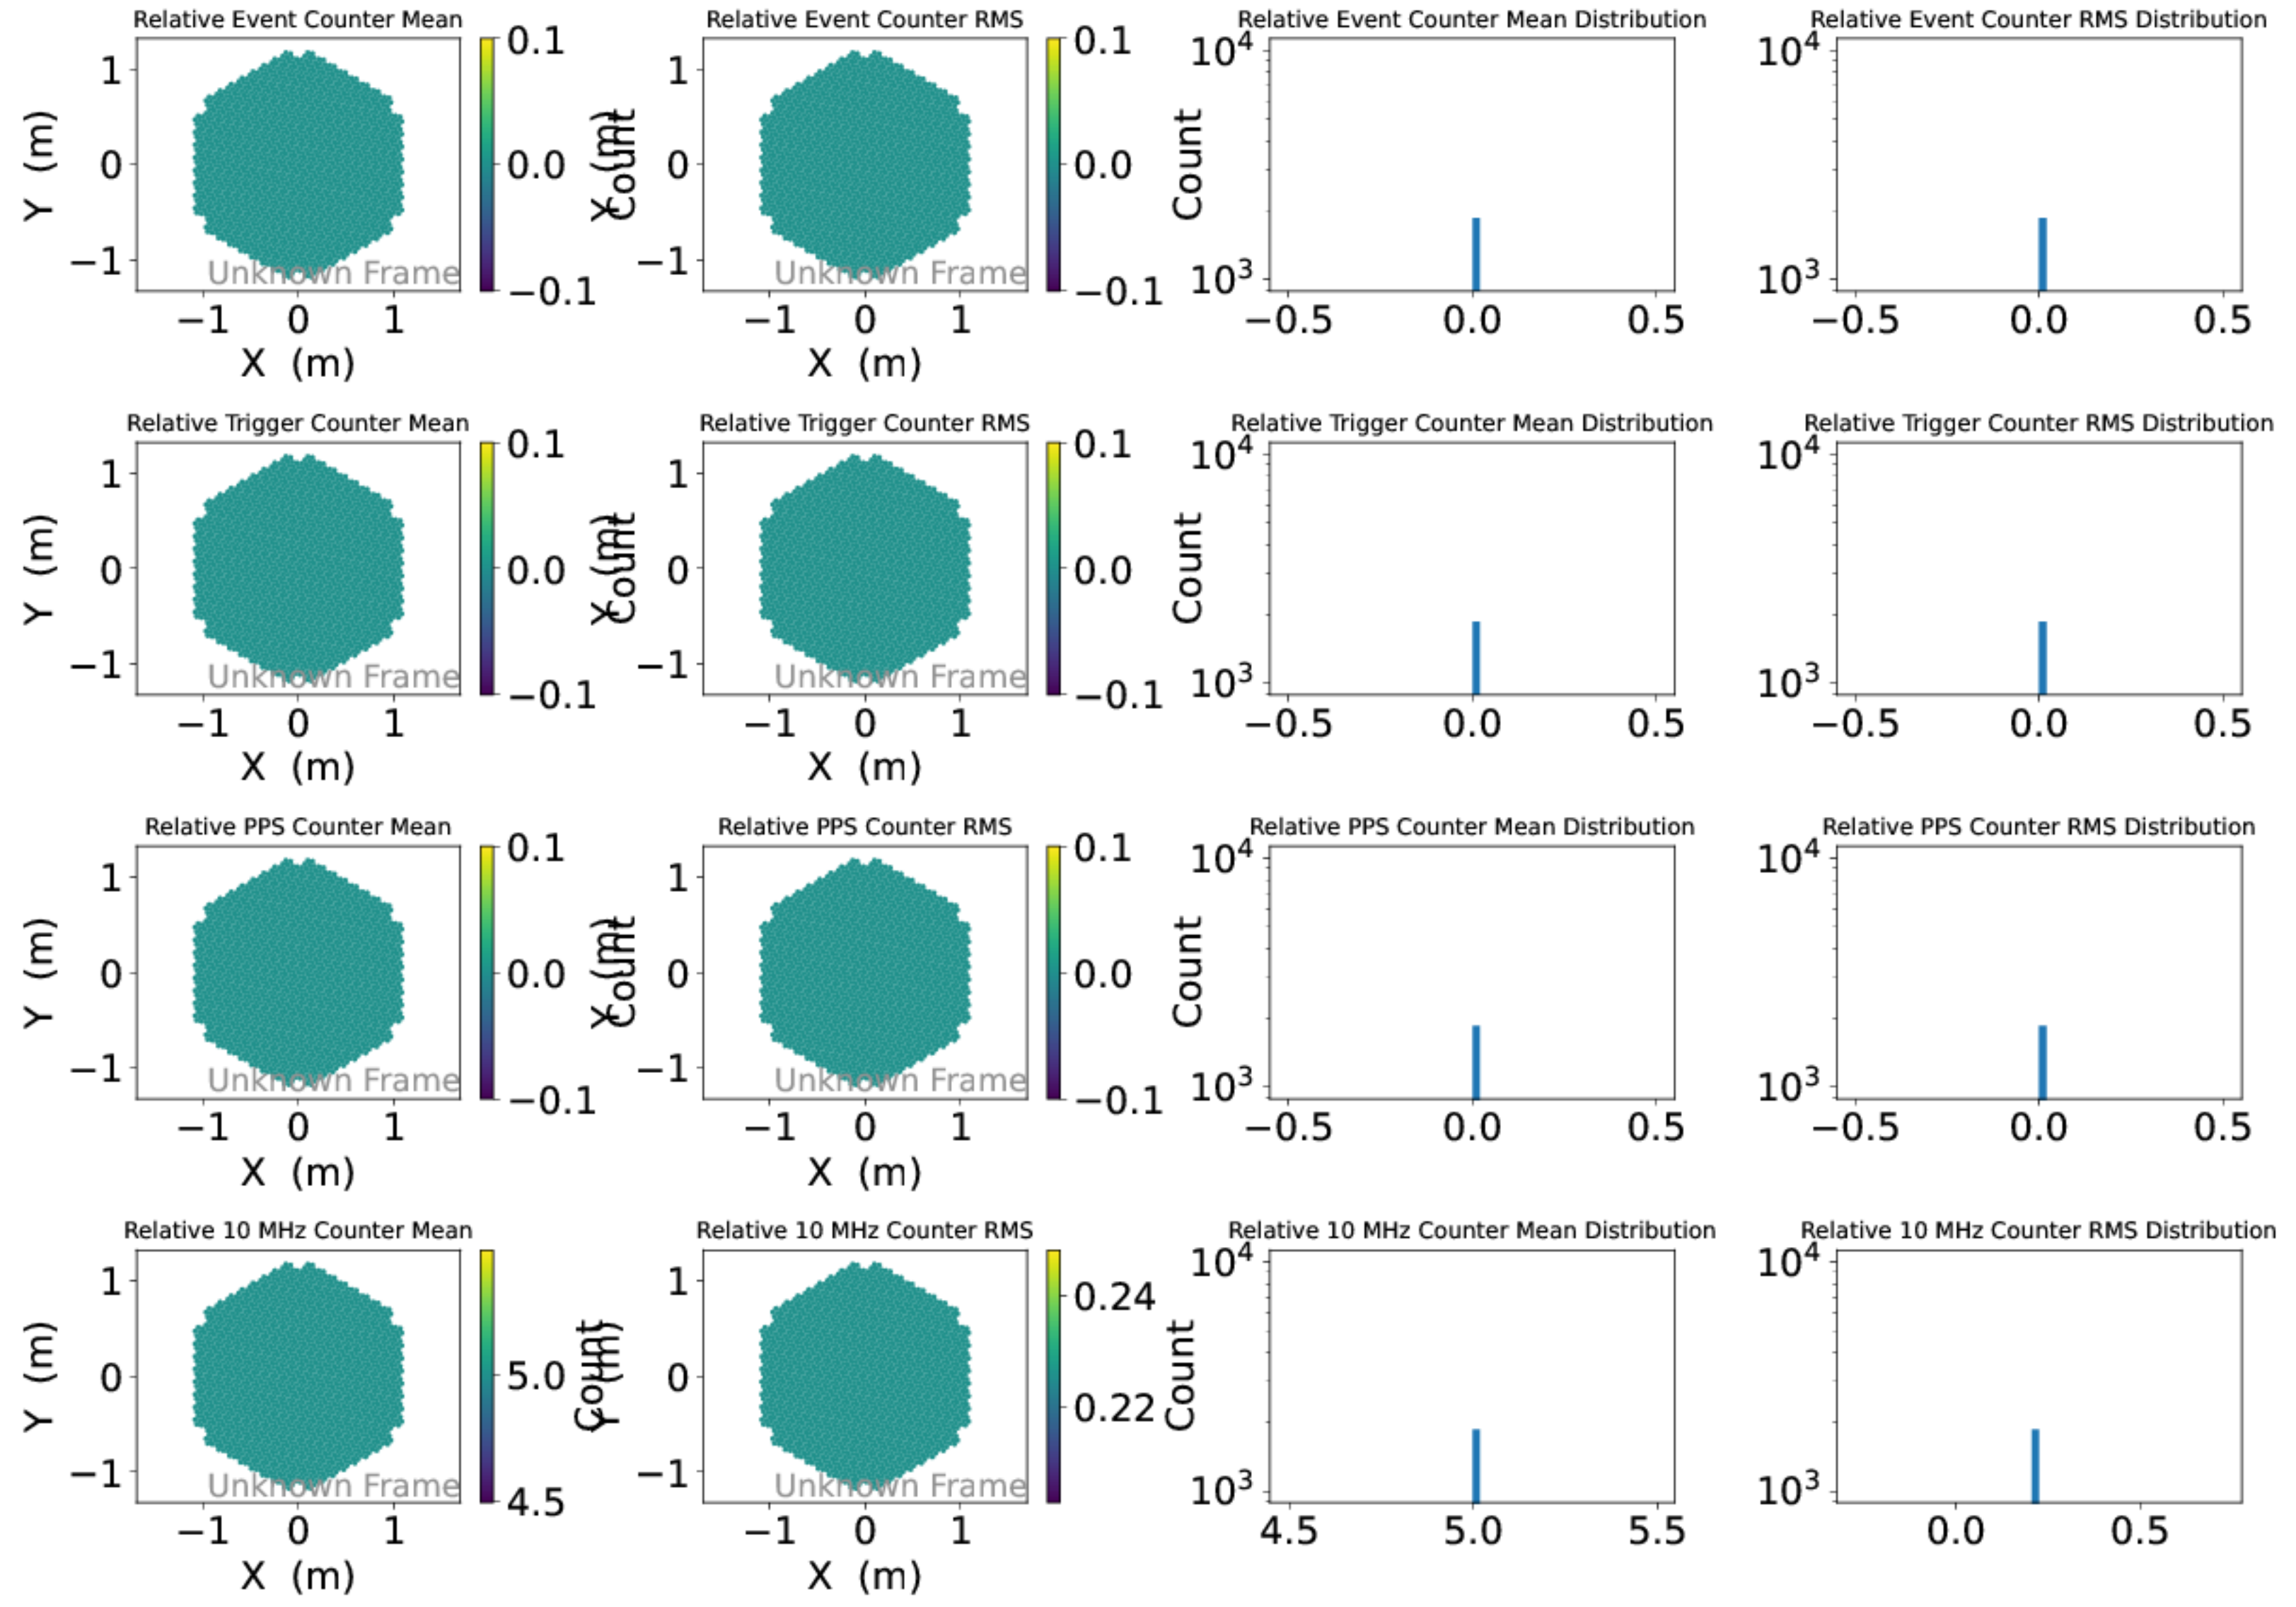 Relative Event Counter Mean
Relative Event Counter RMS
Relative Event Counter Mean Distribution
Relative Event Counter RMS Distribution
Y (m)
1
0
−1
Unknown Frame
−1 0 1
X (m)
0.1
0.0
−0.1
Y (m)
Count
1
0
−1
Unknown Frame
−1 0 1
X (m)
0.1
0.0
−0.1
Count
10⁴
10³
−0.5 0.0 0.5
10⁴
10³
−0.5 0.0 0.5
Relative Trigger Counter Mean
Relative Trigger Counter RMS
Relative Trigger Counter Mean Distribution
Relative Trigger Counter RMS Distribution
Y (m)
1
0
−1
Unknown Frame
−1 0 1
X (m)
0.1
0.0
−0.1
Y (m)
Count
1
0
−1
Unknown Frame
−1 0 1
X (m)
0.1
0.0
−0.1
Count
10⁴
10³
−0.5 0.0 0.5
10⁴
10³
−0.5 0.0 0.5
Relative PPS Counter Mean
Relative PPS Counter RMS
Relative PPS Counter Mean Distribution
Relative PPS Counter RMS Distribution
Y (m)
1
0
−1
Unknown Frame
−1 0 1
X (m)
0.1
0.0
−0.1
Y (m)
Count
1
0
−1
Unknown Frame
−1 0 1
X (m)
0.1
0.0
−0.1
Count
10⁴
10³
−0.5 0.0 0.5
10⁴
10³
−0.5 0.0 0.5
Relative 10 MHz Counter Mean
Relative 10 MHz Counter RMS
Relative 10 MHz Counter Mean Distribution
Relative 10 MHz Counter RMS Distribution
Y (m)
1
0
−1
Unknown Frame
−1 0 1
X (m)
5.0
4.5
Count
Y (m)
1
0
−1
Unknown Frame
−1 0 1
X (m)
0.24
0.22
Count
10⁴
10³
4.5 5.0 5.5
10⁴
10³
0.0 0.5